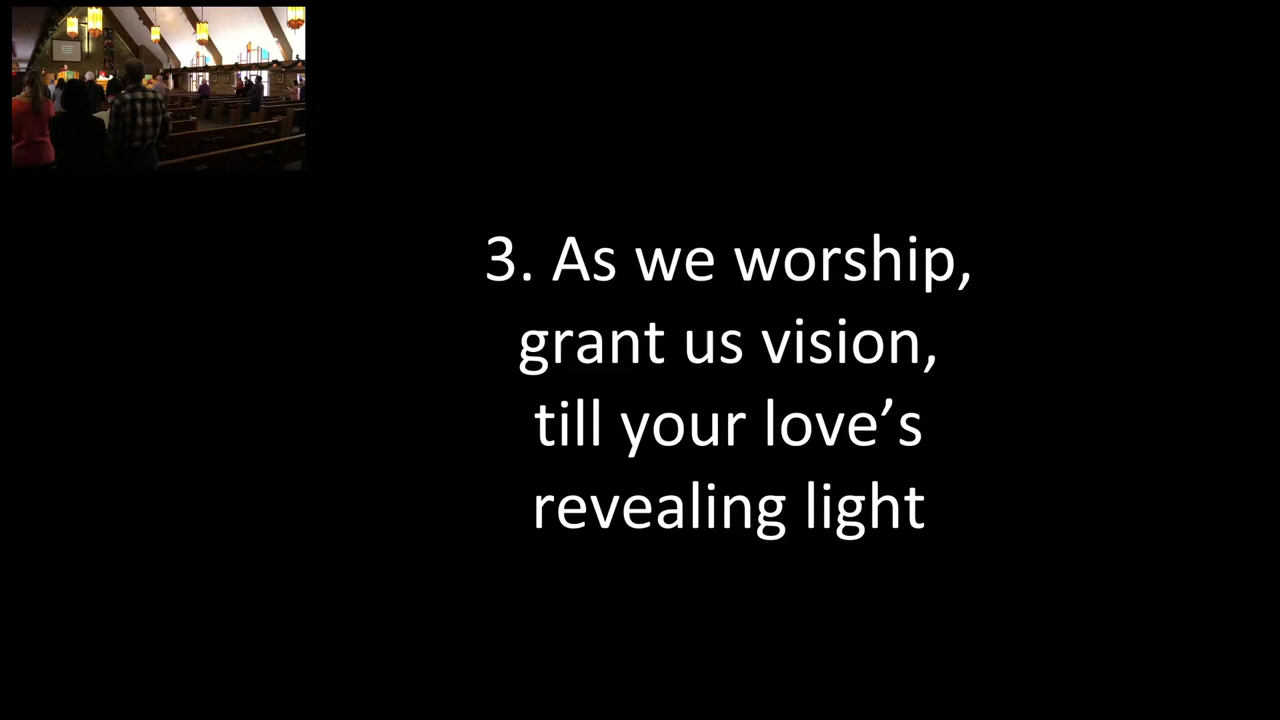 3. As we worship,
grant us vision,
till your love’s
revealing light